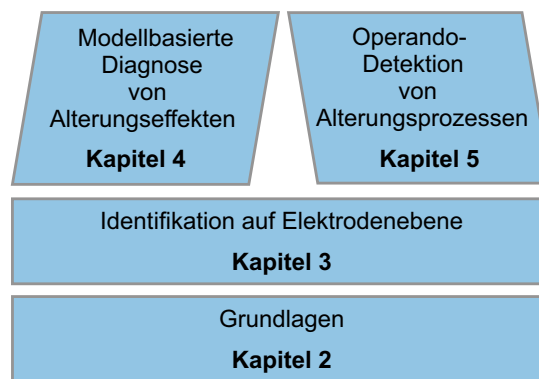 Modellbasierte
Diagnose
von
Alterungseffekten
Kapitel 4
Operando-
Detektion
von
Alterungsprozessen
Kapitel 5
Identifikation auf Elektrodenebene
Kapitel 3
Grundlagen
Kapitel 2